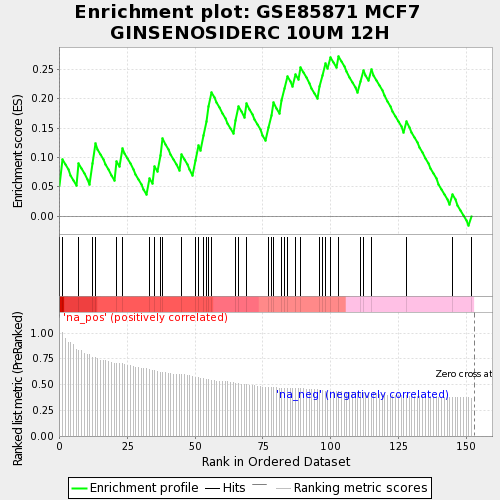 Enrichment plot: GSE85871 MCF7
GINSENOSIDERC 10UM 12H
Enrichment score (ES)
0.25
0.20
0.15
0.10
0.05
0.00
'na_pos' (positively correlated)
Ranked list metric (PreRanked)
1.00
0.75
0.50
0.25
0.00
Zero cross at
'na_neg' (negatively correlated)
0 25 50 75 100 125 150
Rank in Ordered Dataset
Enrichment profile Hits Ranking metric scores